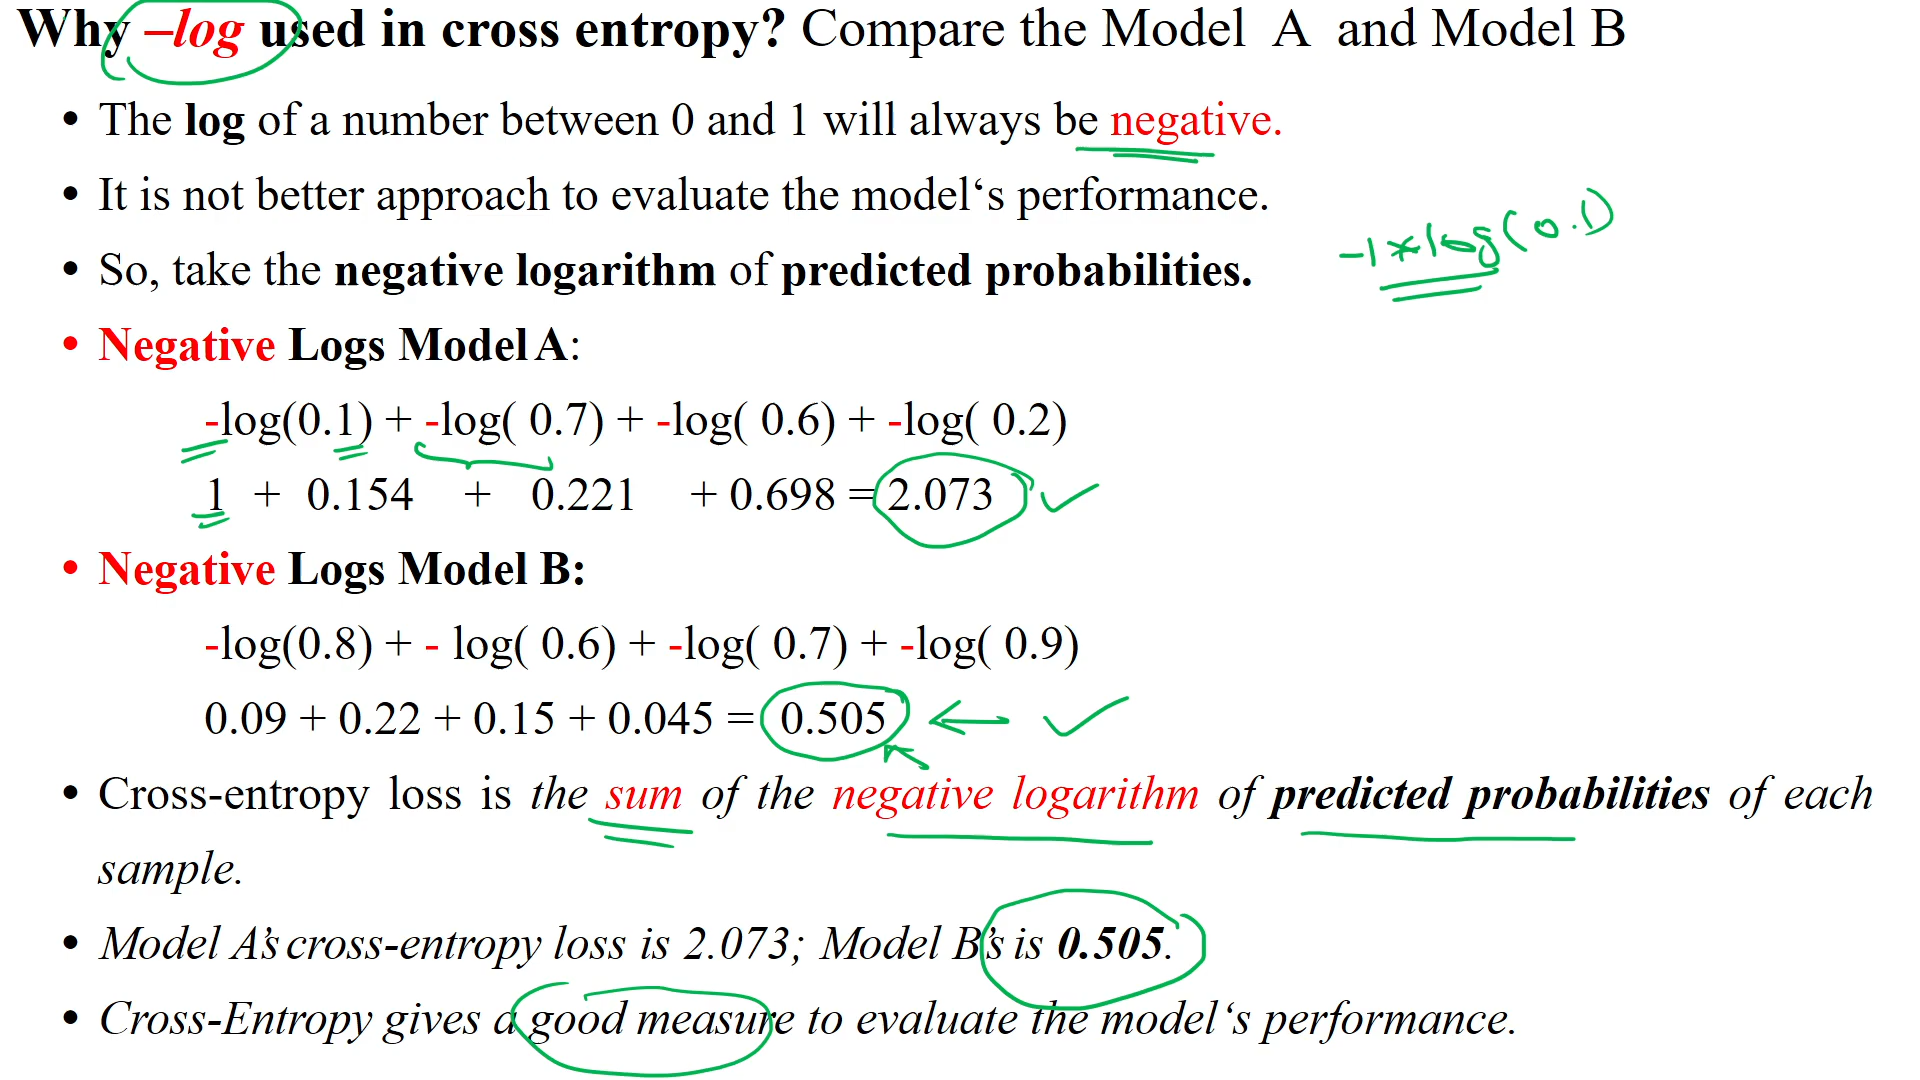 Why –log used in cross entropy? Compare the Model A and Model B
• The log of a number between 0 and 1 will always be negative.
• It is not better approach to evaluate the model‘s performance.
-1*log(0.1)
• So, take the negative logarithm of predicted probabilities.
• Negative Logs Model A:
-log(0.1) + -log( 0.7) + -log( 0.6) + -log( 0.2)
1 + 0.154 + 0.221 + 0.698 = 2.073
• Negative Logs Model B:
-log(0.8) + - log( 0.6) + -log( 0.7) + -log( 0.9)
0.09 + 0.22 + 0.15 + 0.045 = 0.505
• Cross-entropy loss is the sum of the negative logarithm of predicted probabilities of each
sample.
• Model A’s cross-entropy loss is 2.073; Model B’s is 0.505.
• Cross-Entropy gives a good measure to evaluate the model‘s performance.